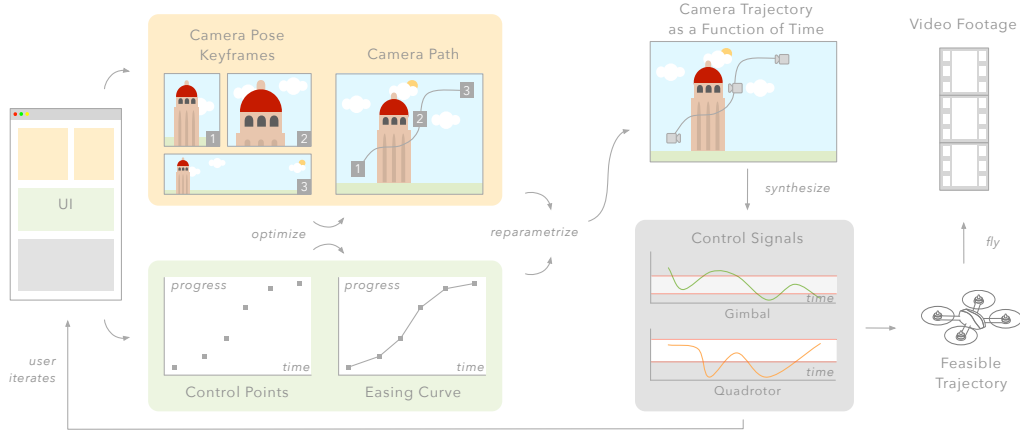 Camera Pose
Keyframes
Camera Path
1
2
3
1
2
3
UI
optimize
progress
time
Control Points
progress
time
Easing Curve
reparametrize
Camera Trajectory
as a Function of Time
synthesize
Control Signals
time
Gimbal
time
Quadrotor
Video Footage
fly
Feasible
Trajectory
user
iterates